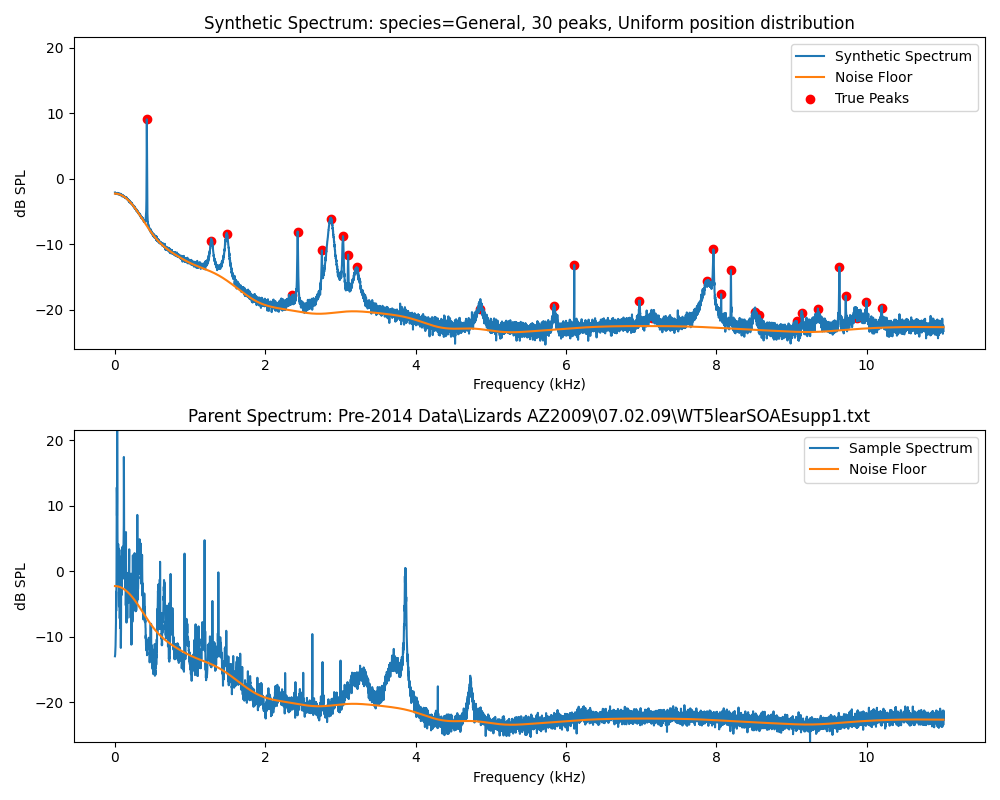 Synthetic Spectrum: species=General, 30 peaks, Uniform position distribution
20
10
0
−10
−20
dB SPL
Synthetic Spectrum
Noise Floor
True Peaks
0 2 4 6 8 10
Frequency (kHz)
Parent Spectrum: Pre-2014 Data\Lizards AZ2009\07.02.09\WT5learSOAEsupp1.txt
20
10
0
−10
−20
dB SPL
Sample Spectrum
Noise Floor
0 2 4 6 8 10
Frequency (kHz)